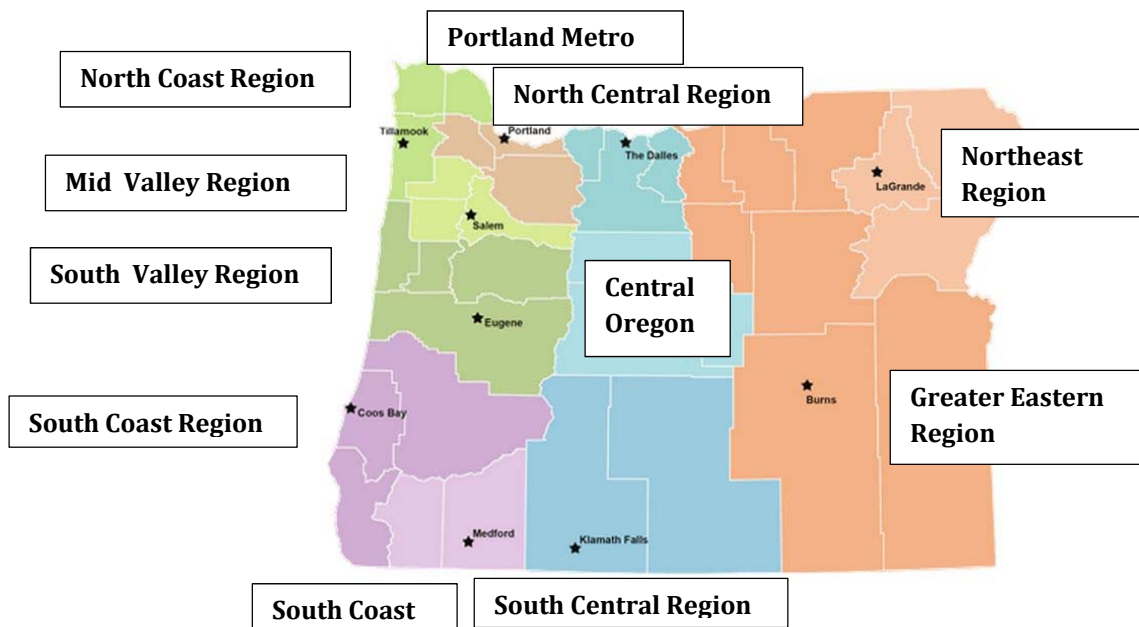 Portland Metro
North Coast Region
North Central Region
Tillamook
Portland
The Dalles
Northeast
Region
LaGrande
Mid  Valley Region
Salem
South  Valley Region
Central
Oregon
Eugene
Burns
Greater Eastern
Region
South Coast Region
Coos Bay
Medford
Klamath Falls
South Coast
South Central Region